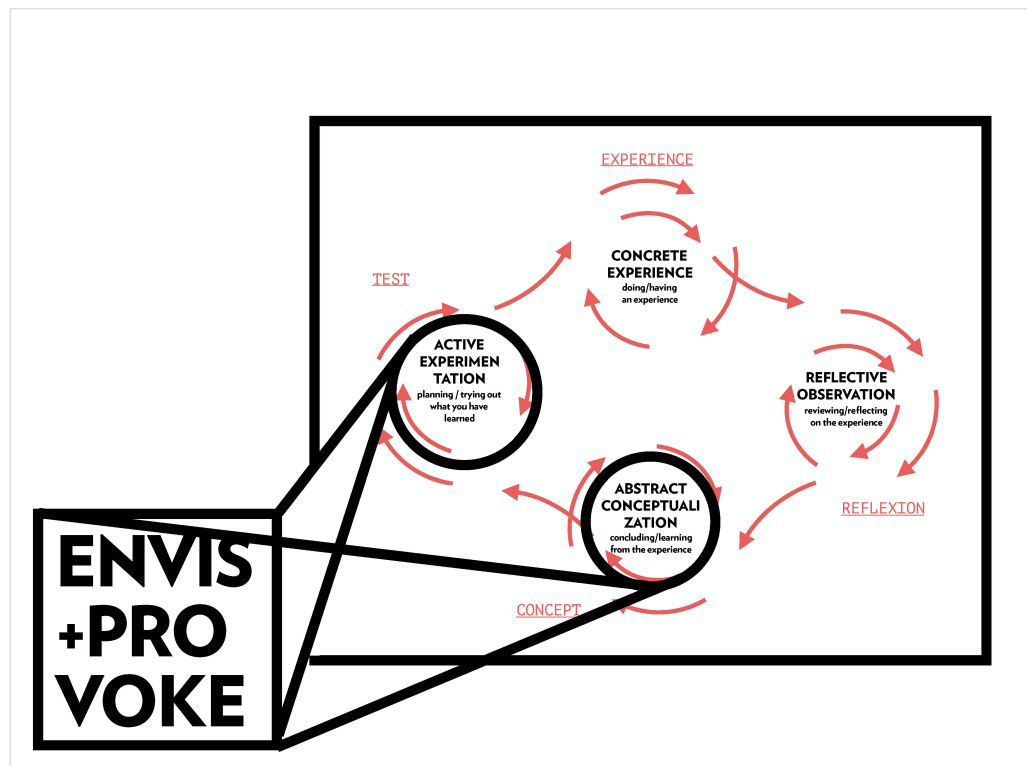 EXPERIENCE
CONCRETE
EXPERIENCE
doing/having
an experience
TEST
ACTIVE
EXPERIMEN
TATION
planning / trying out
what you have
learned
REFLECTIVE
OBSERVATION
reviewing/reflecting
on the experience
REFLEXION
ABSTRACT
CONCEPTUALI
ZATION
concluding/learning
from the experience
CONCEPT
ENVIS
+PRO
VOKE